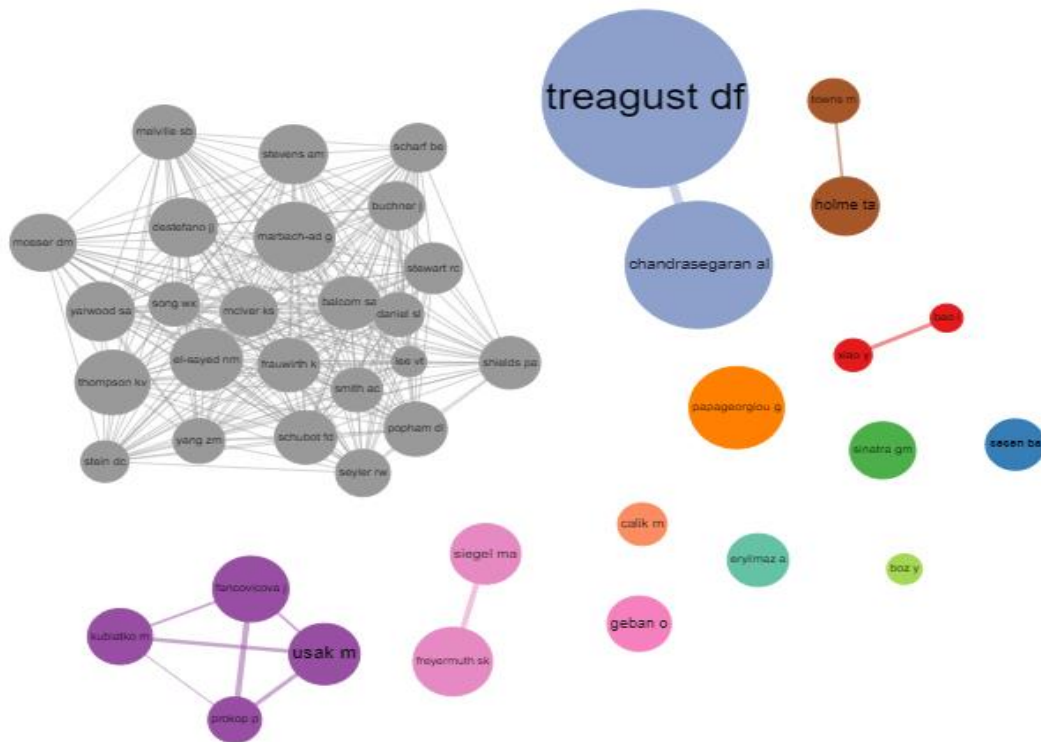 treagust df
towns m
melville sb
stevens am
scharf be
buchner j
holme ta
destefano jj
marbach-ad g
mosser dm
chandrasegaran al
stewart rc
yarwood sa
song wx
mciver ks
balcom sa
daniel sl
bao l
xiao y
el-sayed nm
frauwirth k
lee vt
shields pa
thompson kv
smith ac
papageorgiou g
yang zm
schubot fd
popham dl
sinatra gm
sesen ba
stein dc
seyler rw
calik m
siegel ma
eryilmaz a
boz y
fancovicova j
kubiatko m
usak m
geban o
freyermuth sk
prokop p